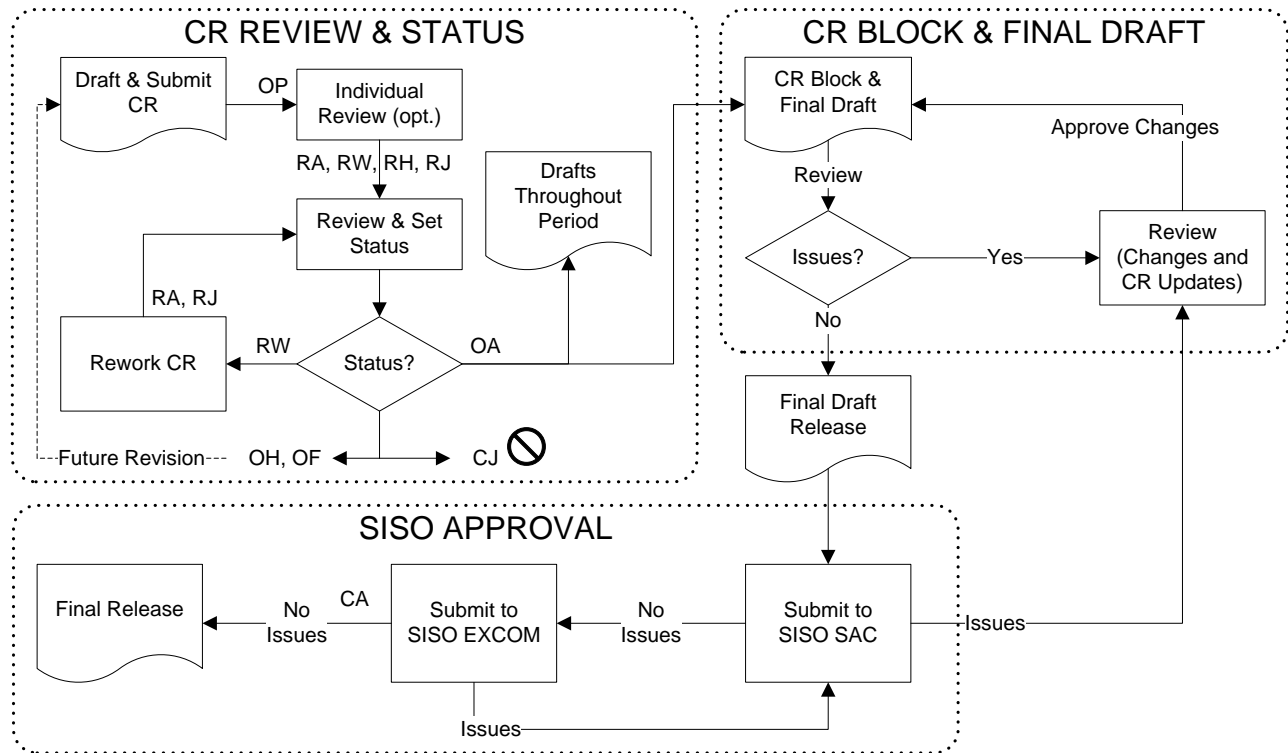 CR REVIEW & STATUS
Draft & Submit
CR
OP
Individual
Review (opt.)
RA, RW, RH, RJ
Review & Set
Status
Drafts
Throughout
Period
RA, RJ
Rework CR
RW
Status?
OA
Future Revision
OH, OF
CJ
CR BLOCK & FINAL DRAFT
CR Block &
Final Draft
Approve Changes
Review
Issues?
Yes
Review
(Changes and
CR Updates)
No
Final Draft
Release
SISO APPROVAL
Final Release
No
Issues
CA
Submit to
SISO EXCOM
No
Issues
Submit to
SISO SAC
Issues
Issues